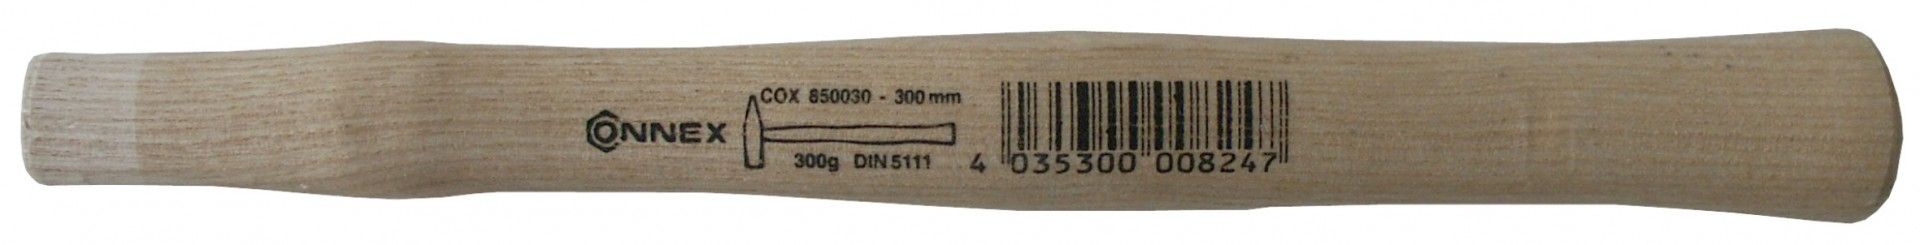 COX 850030 - 300 mm
CONNEX
300g DIN 5111
4 035300 008247